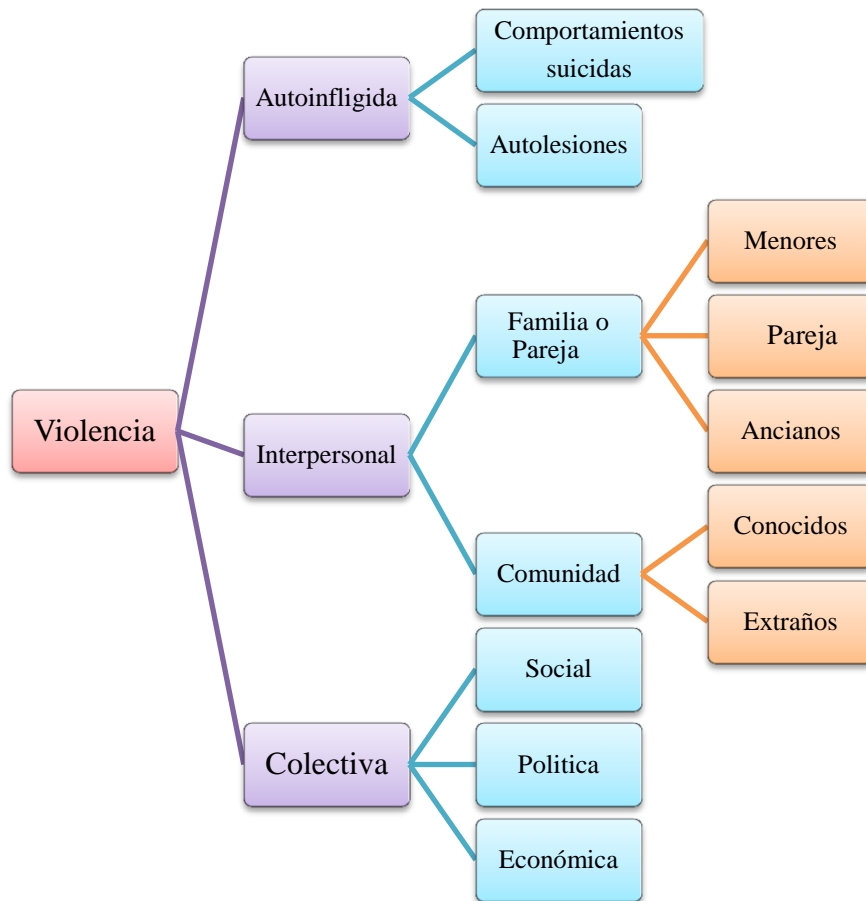 Violencia
Autoinfligida
Comportamientos
suicidas
Autolesiones
Interpersonal
Familia o
Pareja
Menores
Pareja
Ancianos
Comunidad
Conocidos
Extraños
Colectiva
Social
Politica
Económica